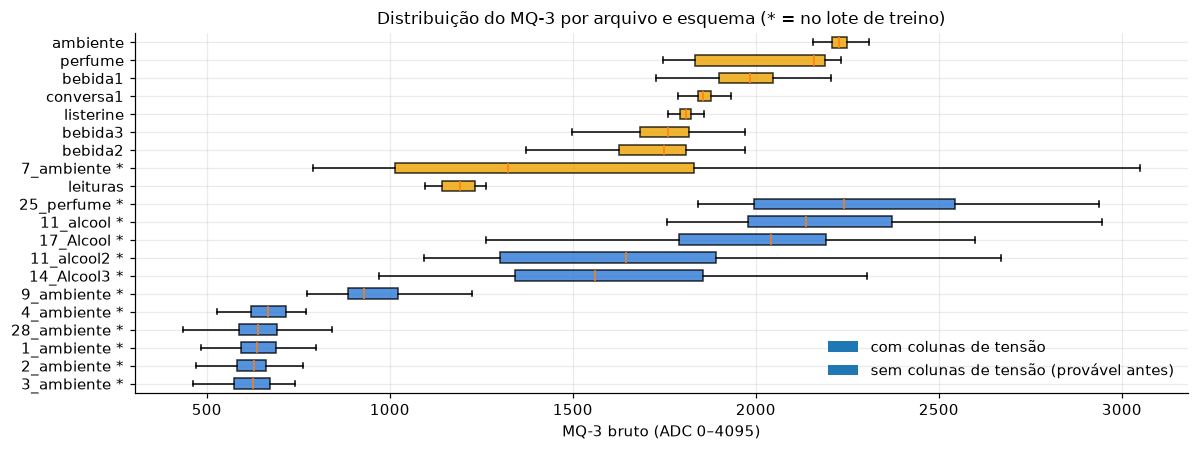 Distribuição do MQ-3 por arquivo e esquema (* = no lote de treino)
ambiente
perfume
bebida1
conversa1
listerine
bebida3
bebida2
7_ambiente *
leituras
25_perfume *
11_alcool *
17_Alcool *
11_alcool2 *
14_Alcool3 *
9_ambiente *
4_ambiente *
28_ambiente *
1_ambiente *
2_ambiente *
3_ambiente *
com colunas de tensão
sem colunas de tensão (provável antes)
500 1000 1500 2000 2500 3000
MQ-3 bruto (ADC 0–4095)